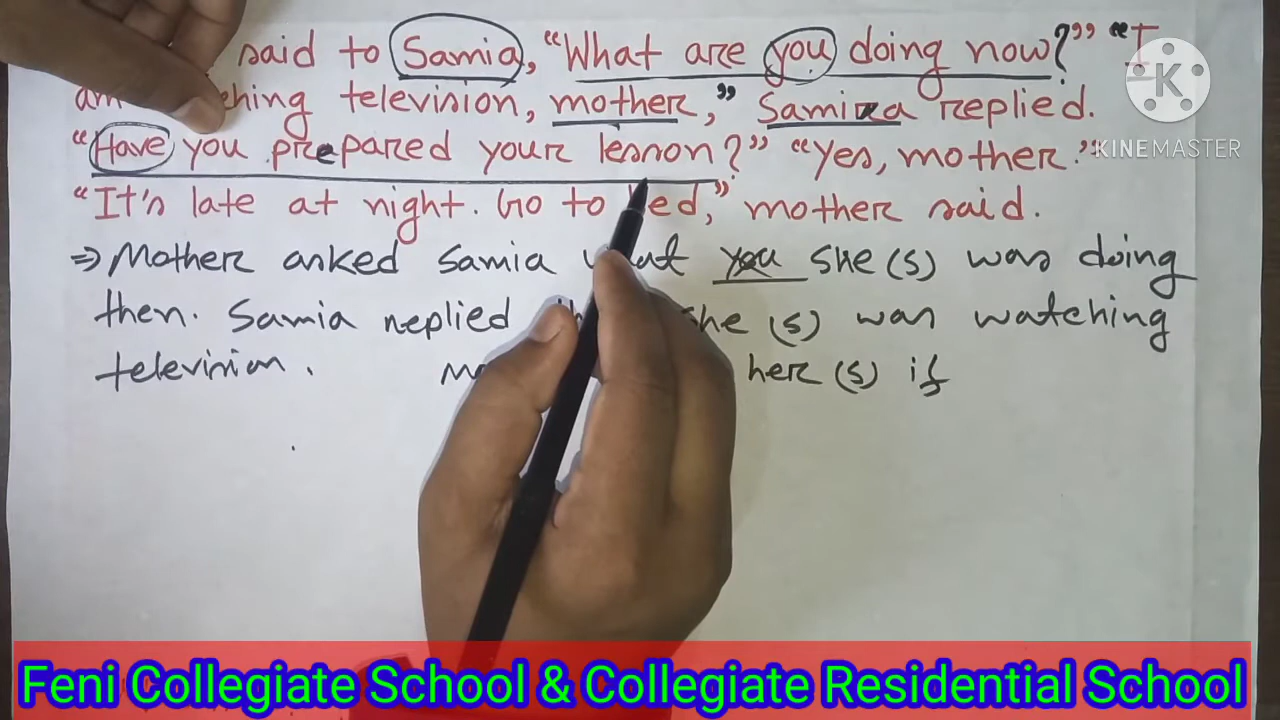 said to Samia, "What are you doing now?" "I
am hing television, mother," Samira replied.
"Have you prepared your lesson?" "Yes, mother."
"It's late at night. Go to bed," mother said.
⇒ Mother asked Samia what you she (s) was doing
then. Samia replied she (s) was watching
television. her (s) if
KINEMASTER
Feni Collegiate School & Collegiate Residential School